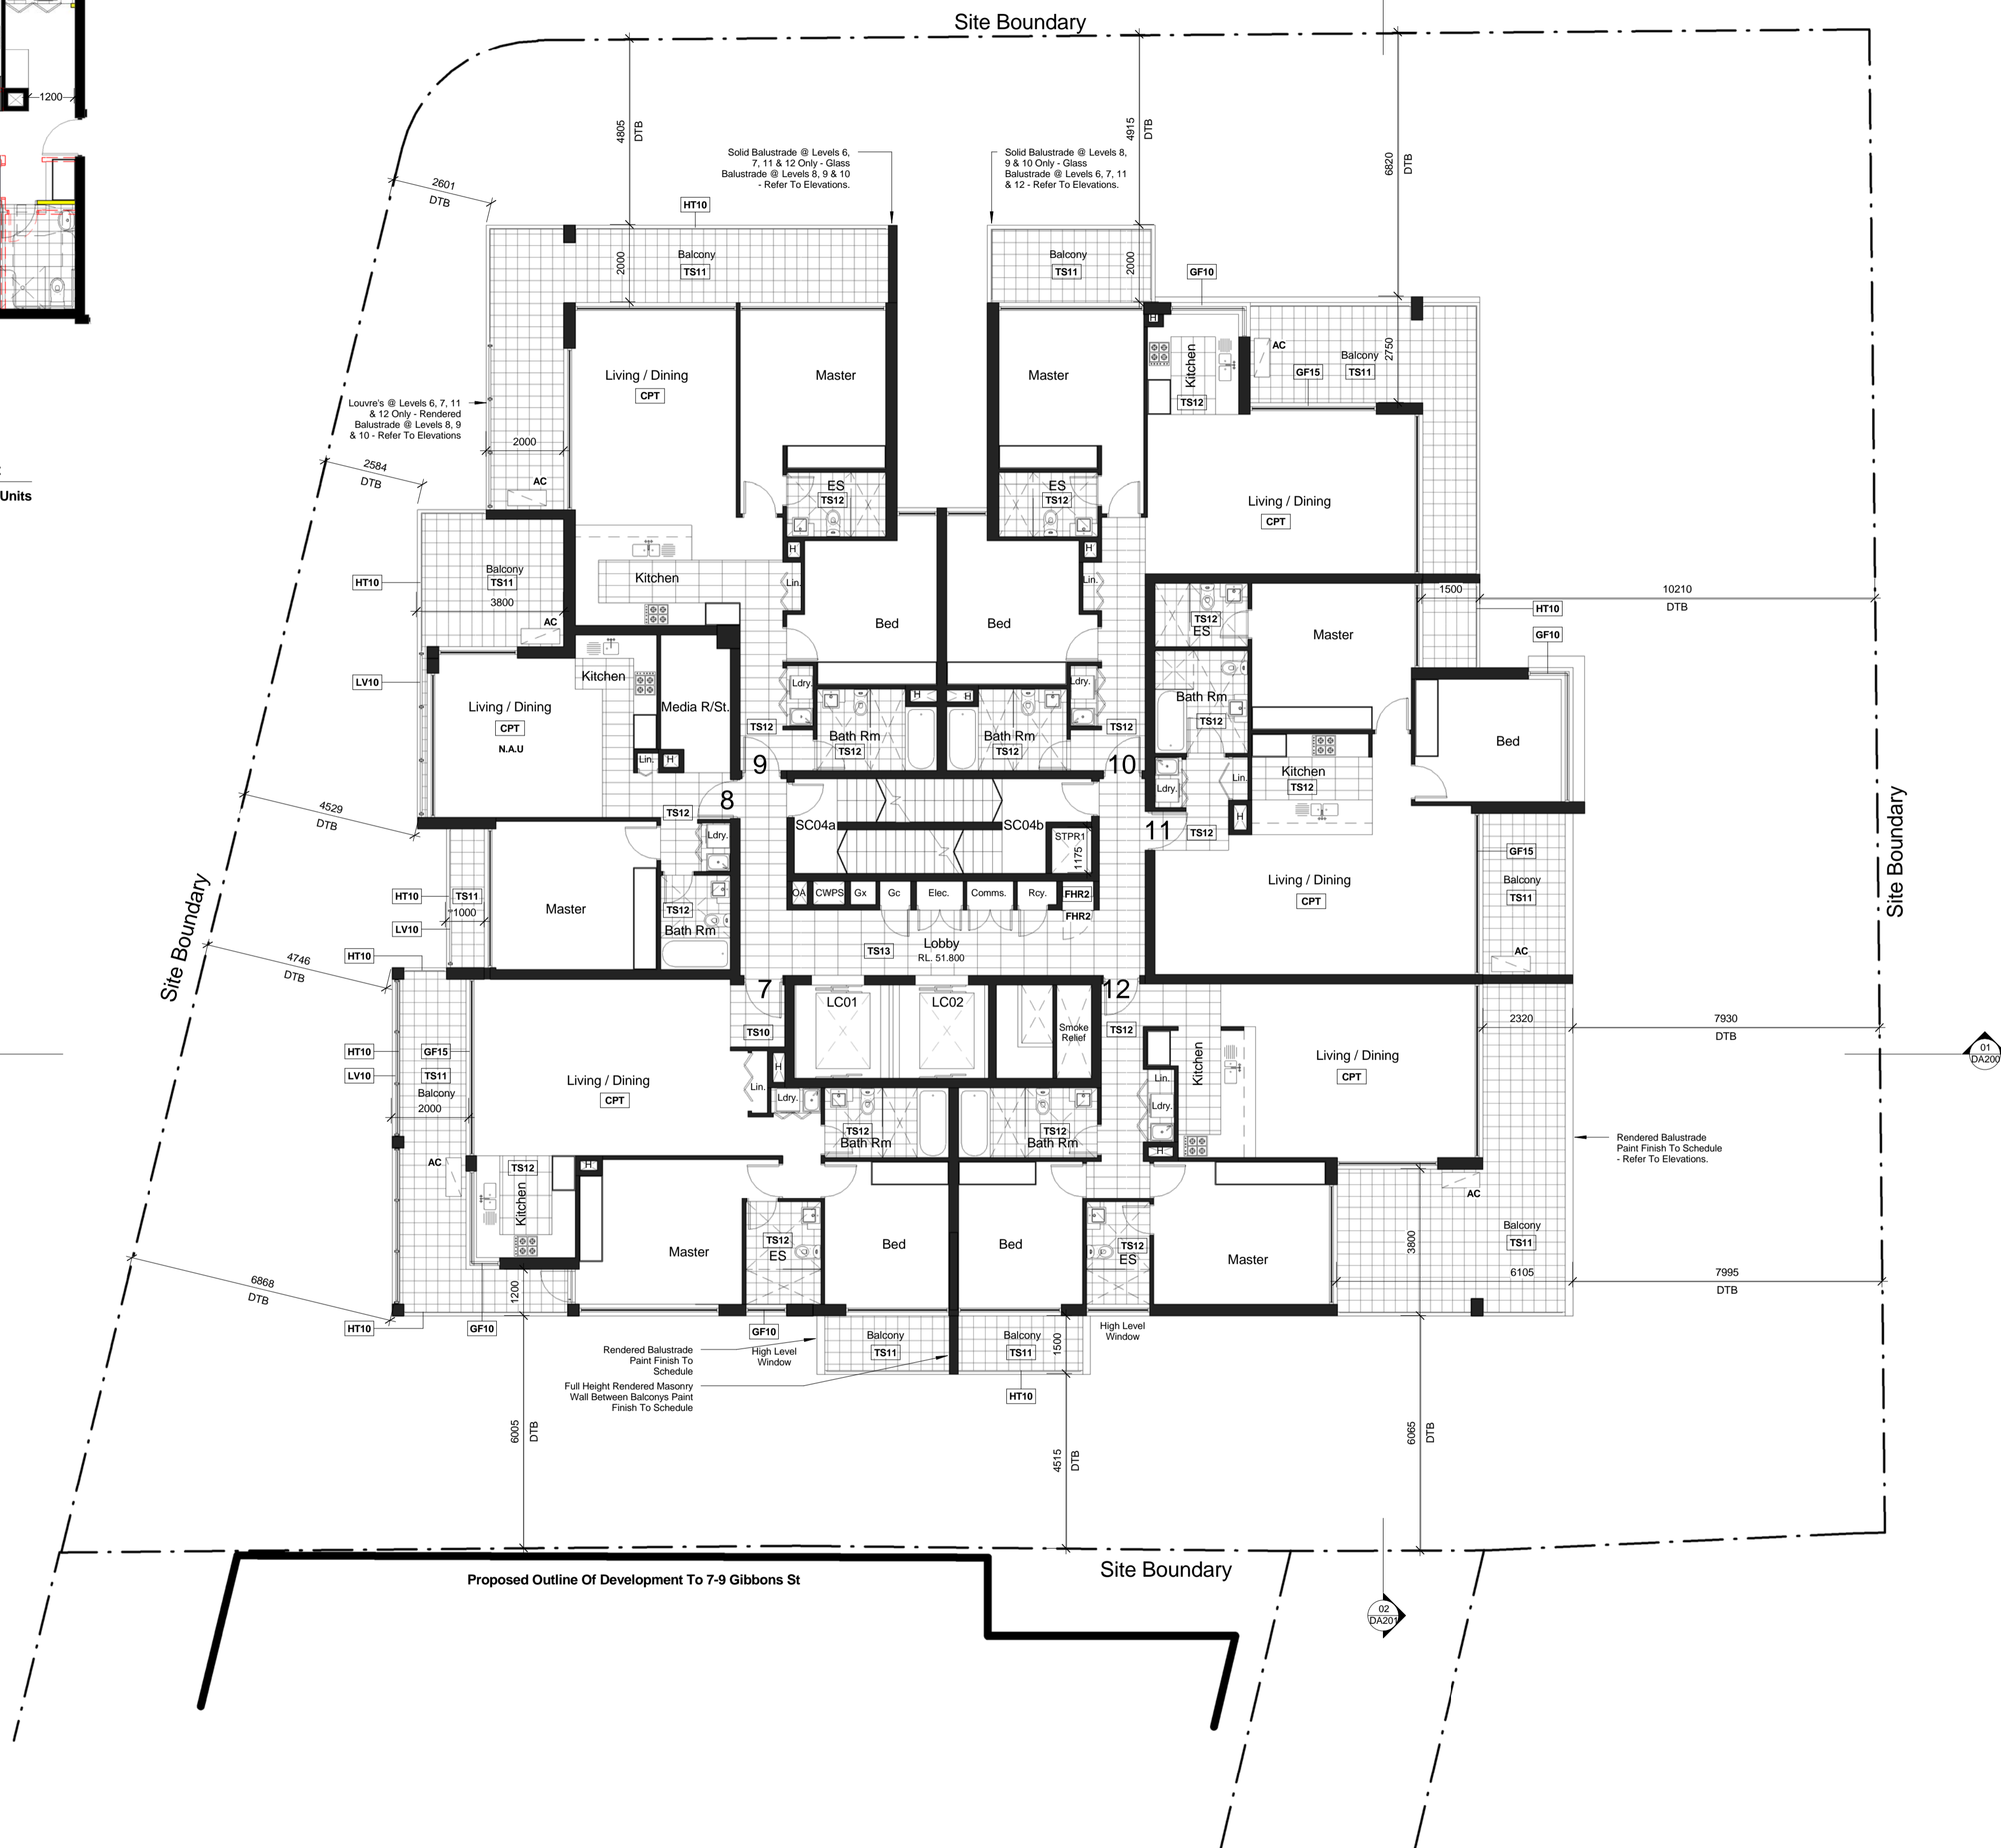 Site Boundary
1200
Units
4805
DTB
4915
DTB
6820
DTB
2601
DTB
Solid Balustrade @ Levels 6,
7, 11 & 12 Only - Glass
Balustrade @ Levels 8, 9 & 10
- Refer To Elevations.
Solid Balustrade @ Levels 8,
9 & 10 Only - Glass
Balustrade @ Levels 6, 7, 11
& 12 - Refer To Elevations.
HT10
Balcony
TS11
2000
Balcony
TS11
2000
GF10
H
Kitchen
TS12
AC
GF15
Balcony
TS11
2750
Living / Dining
CPT
Master
Master
Louvre's @ Levels 6, 7, 11
& 12 Only - Rendered
Balustrade @ Levels 8, 9
& 10 - Refer To Elevations
2000
2584
DTB
AC
ES
TS12
ES
TS12
Living / Dining
CPT
H
H
Lin.
Lin.
Kitchen
HT10
Balcony
TS11
3800
AC
Bed
Bed
TS12
ES
Master
1500
10210
DTB
HT10
GF10
LV10
Living / Dining
CPT
N.A.U
Kitchen
Media R/St.
Ldry.
Ldry.
H
H
TS12
Bath Rm
TS12
Bath Rm
TS12
TS12
Bath Rm
TS12
Bed
Lin.
H
9
10
Kitchen
TS12
Ldry.
Lin.
H
8
TS12
Ldry.
SC04a
SC04b
STPR1
1175
11
TS12
4529
DTB
GF15
Balcony
TS11
AC
Living / Dining
CPT
Site Boundary
Site Boundary
HT10
TS11
1000
LV10
Master
TS12
Bath Rm
OA
CWPS
Gx
Gc
Elec.
Comms.
Rcy.
FHR2
FHR2
TS13
Lobby
RL. 51.800
4746
DTB
HT10
7
12
LC01
LC02
Smoke
Relief
TS10
TS12
2320
7930
DTB
01
DA200
HT10
LV10
GF15
TS11
Balcony
2000
AC
Living / Dining
CPT
Lin.
H
Ldry.
TS12
Bath Rm
TS12
Bath Rm
Lin.
Ldry.
H
Kitchen
Living / Dining
CPT
Rendered Balustrade
Paint Finish To Schedule
- Refer To Elevations.
TS12
Kitchen
H
Master
TS12
ES
Bed
Bed
TS12
ES
Master
3800
AC
Balcony
TS11
6105
7995
DTB
6868
DTB
1200
HT10
GF10
GF10
High Level
Window
Balcony
TS11
Balcony
TS11
1500
High Level
Window
Rendered Balustrade
Paint Finish To
Schedule
Full Height Rendered Masonry
Wall Between Balconys Paint
Finish To Schedule
HT10
6005
DTB
4515
DTB
6065
DTB
Site Boundary
Proposed Outline Of Development To 7-9 Gibbons St
02
DA201